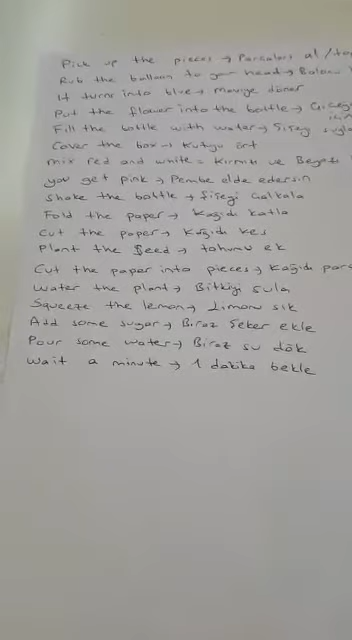 Pick up the pieces → Parçaları al /
Rub the balloon to your head →
It turns into blue → maviye döner
Put the flower into the bottle →
Fill the bottle with water → şişeyi
Cover the box → Kutuyu ört
mix red and white = kırmızı ve Beyazı
you get pink → Pembe elde edersin
Shake the bottle → şişeyi çalkala
Fold the paper → Kağıdı katla
Cut the paper → Kağıdı kes
Plant the seed → tohumu ek
Cut the paper into pieces → Kağıdı
Water the plant → Bitkiyi sula
Squeeze the lemon → Limonu sık
Add some sugar → Biraz şeker ekle
Pour some water → Biraz su dök
Wait a minute → 1 dakika bekle